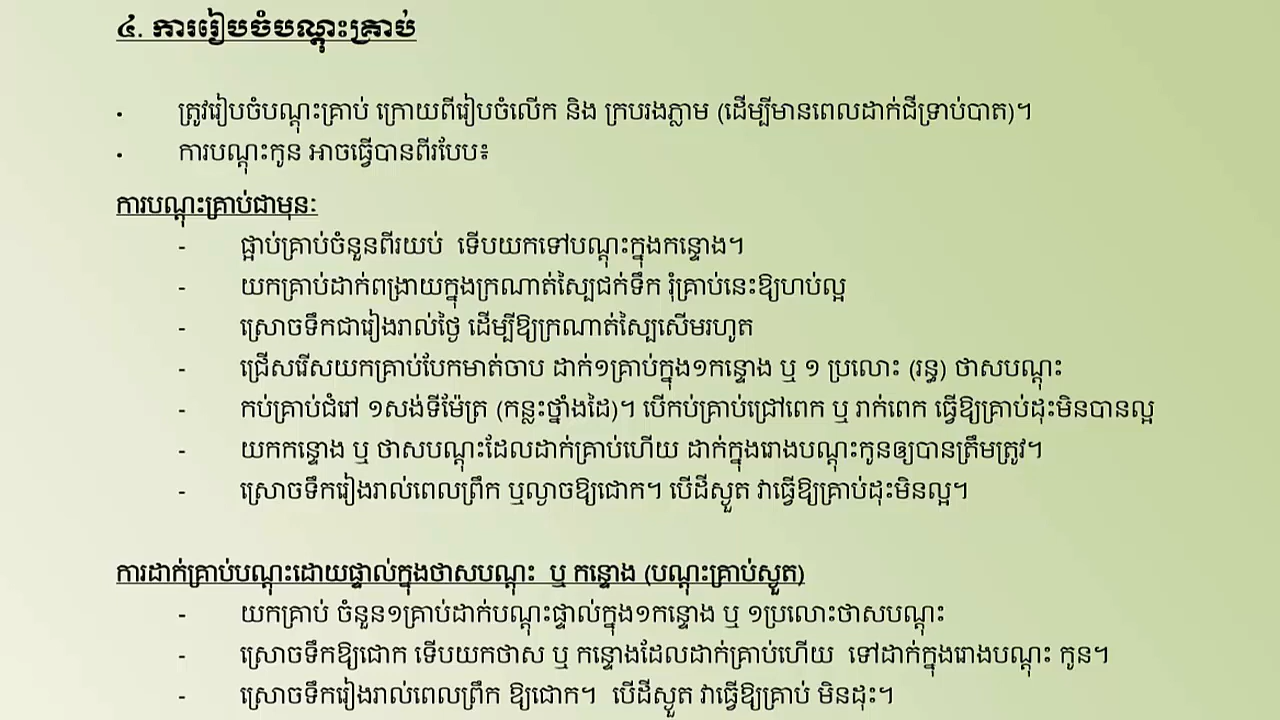 ៤. ការរៀបចំបណ្តុះគ្រាប់
• ត្រូវរៀបចំបណ្តុះគ្រាប់ ក្រោយពីរៀបចំលើក និង ក្របរងភ្លាម (ដើម្បីមានពេលដាក់ជីទ្រាប់បាត)។
• ការបណ្តុះកូន អាចធ្វើបានពីរបែប៖
ការបណ្តុះគ្រាប់ជាមុន:
- ផ្អាប់គ្រាប់ចំនួនពីរយប់ ទើបយកទៅបណ្តុះក្នុងកន្ទោង។
- យកគ្រាប់ដាក់ពង្រាយក្នុងក្រណាត់ស្បៃជក់ទឹក រុំគ្រាប់នេះឱ្យហប់ល្អ
- ស្រោចទឹកជារៀងរាល់ថ្ងៃ ដើម្បីឱ្យក្រណាត់ស្បៃសើមរហូត
- ជ្រើសរើសយកគ្រាប់បែកមាត់ចាប ដាក់១គ្រាប់ក្នុង១កន្ទោង ឬ ១ ប្រលោះ (រន្ធ) ថាសបណ្តុះ
- កប់គ្រាប់ជំរៅ ១សង់ទីម៉ែត្រ (កន្លះថ្នាំងដៃ)។ បើកប់គ្រាប់ជ្រៅពេក ឬ រាក់ពេក ធ្វើឱ្យគ្រាប់ដុះមិនបានល្អ
- យកកន្ទោង ឬ ថាសបណ្តុះដែលដាក់គ្រាប់ហើយ ដាក់ក្នុងរោងបណ្តុះកូនឲ្យបានត្រឹមត្រូវ។
- ស្រោចទឹករៀងរាល់ពេលព្រឹក ឬល្ងាចឱ្យជោក។ បើដីស្ងួត វាធ្វើឱ្យគ្រាប់ដុះមិនល្អ។
ការដាក់គ្រាប់បណ្តុះដោយផ្ទាល់ក្នុងថាសបណ្តុះ ឬ កន្ទោង (បណ្តុះគ្រាប់ស្ងួត)
- យកគ្រាប់ ចំនួន១គ្រាប់ដាក់បណ្តុះផ្ទាល់ក្នុង១កន្ទោង ឬ ១ប្រលោះថាសបណ្តុះ
- ស្រោចទឹកឱ្យជោក ទើបយកថាស ឬ កន្ទោងដែលដាក់គ្រាប់ហើយ ទៅដាក់ក្នុងរោងបណ្តុះ កូន។
- ស្រោចទឹករៀងរាល់ពេលព្រឹក ឱ្យជោក។ បើដីស្ងួត វាធ្វើឱ្យគ្រាប់ មិនដុះ។